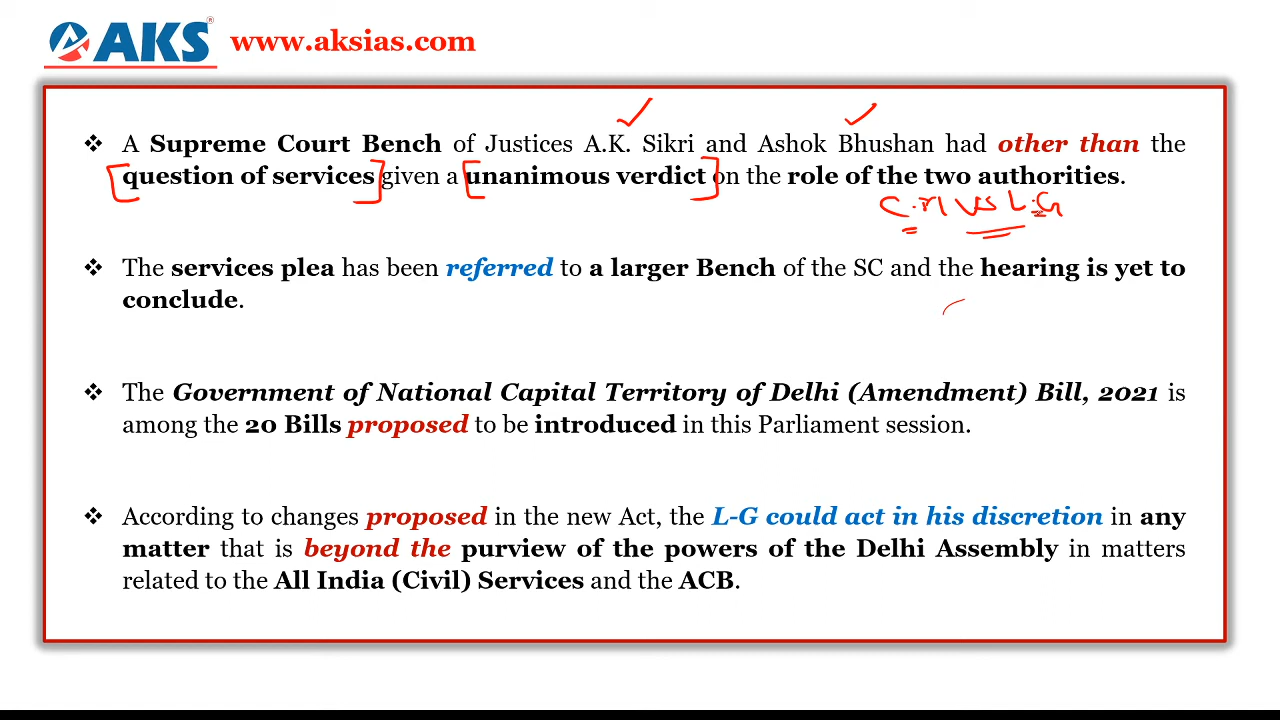 AKS® www.aksias.com
❖ A Supreme Court Bench of Justices A.K. Sikri and Ashok Bhushan had other than the
question of services given a unanimous verdict on the role of the two authorities.
C.M vs L.G
❖ The services plea has been referred to a larger Bench of the SC and the hearing is yet to
conclude.
❖ The Government of National Capital Territory of Delhi (Amendment) Bill, 2021 is
among the 20 Bills proposed to be introduced in this Parliament session.
❖ According to changes proposed in the new Act, the L-G could act in his discretion in any
matter that is beyond the purview of the powers of the Delhi Assembly in matters
related to the All India (Civil) Services and the ACB.